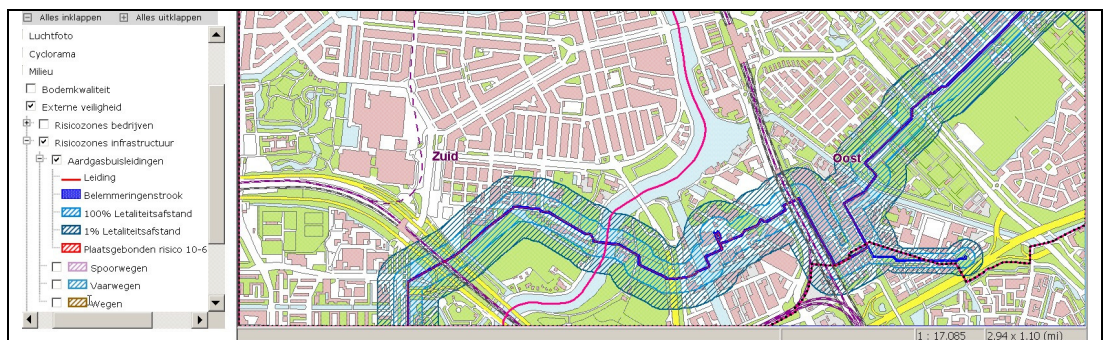 Alles inklappen Alles uitklappen
Luchtfoto
Cyclorama
Milieu
Bodemkwaliteit
Externe veiligheid
Risicozones bedrijven
Risicozones infrastructuur
Aardgasbuisleidingen
Leiding
Belemmeringenstrook
100% Letaliteitsafstand
1% Letaliteitsafstand
Plaatsgebonden risico 10-6
Spoorwegen
Vaarwegen
Wegen
Zuid
Oost
1 : 17.085 2.94 x 1.10 (mi)